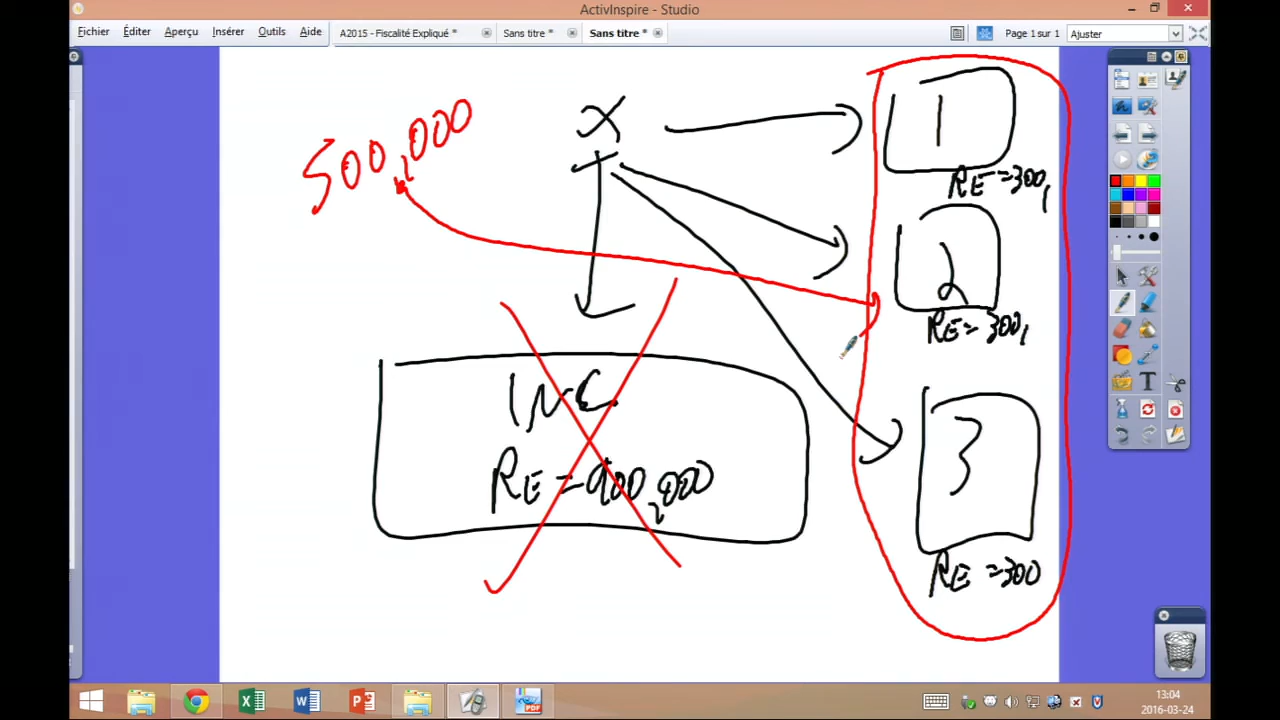 ActivInspire - Studio
Fichier Éditer Aperçu Insérer Outils Aide
A2015 - Fiscalité Expliqué * Sans titre * Sans titre *
Page 1 sur 1 Ajuster
500,000
X
1
RE=300,
2
RE=300,
INC
RE=900,000
3
RE=300
13:04
2016-03-24